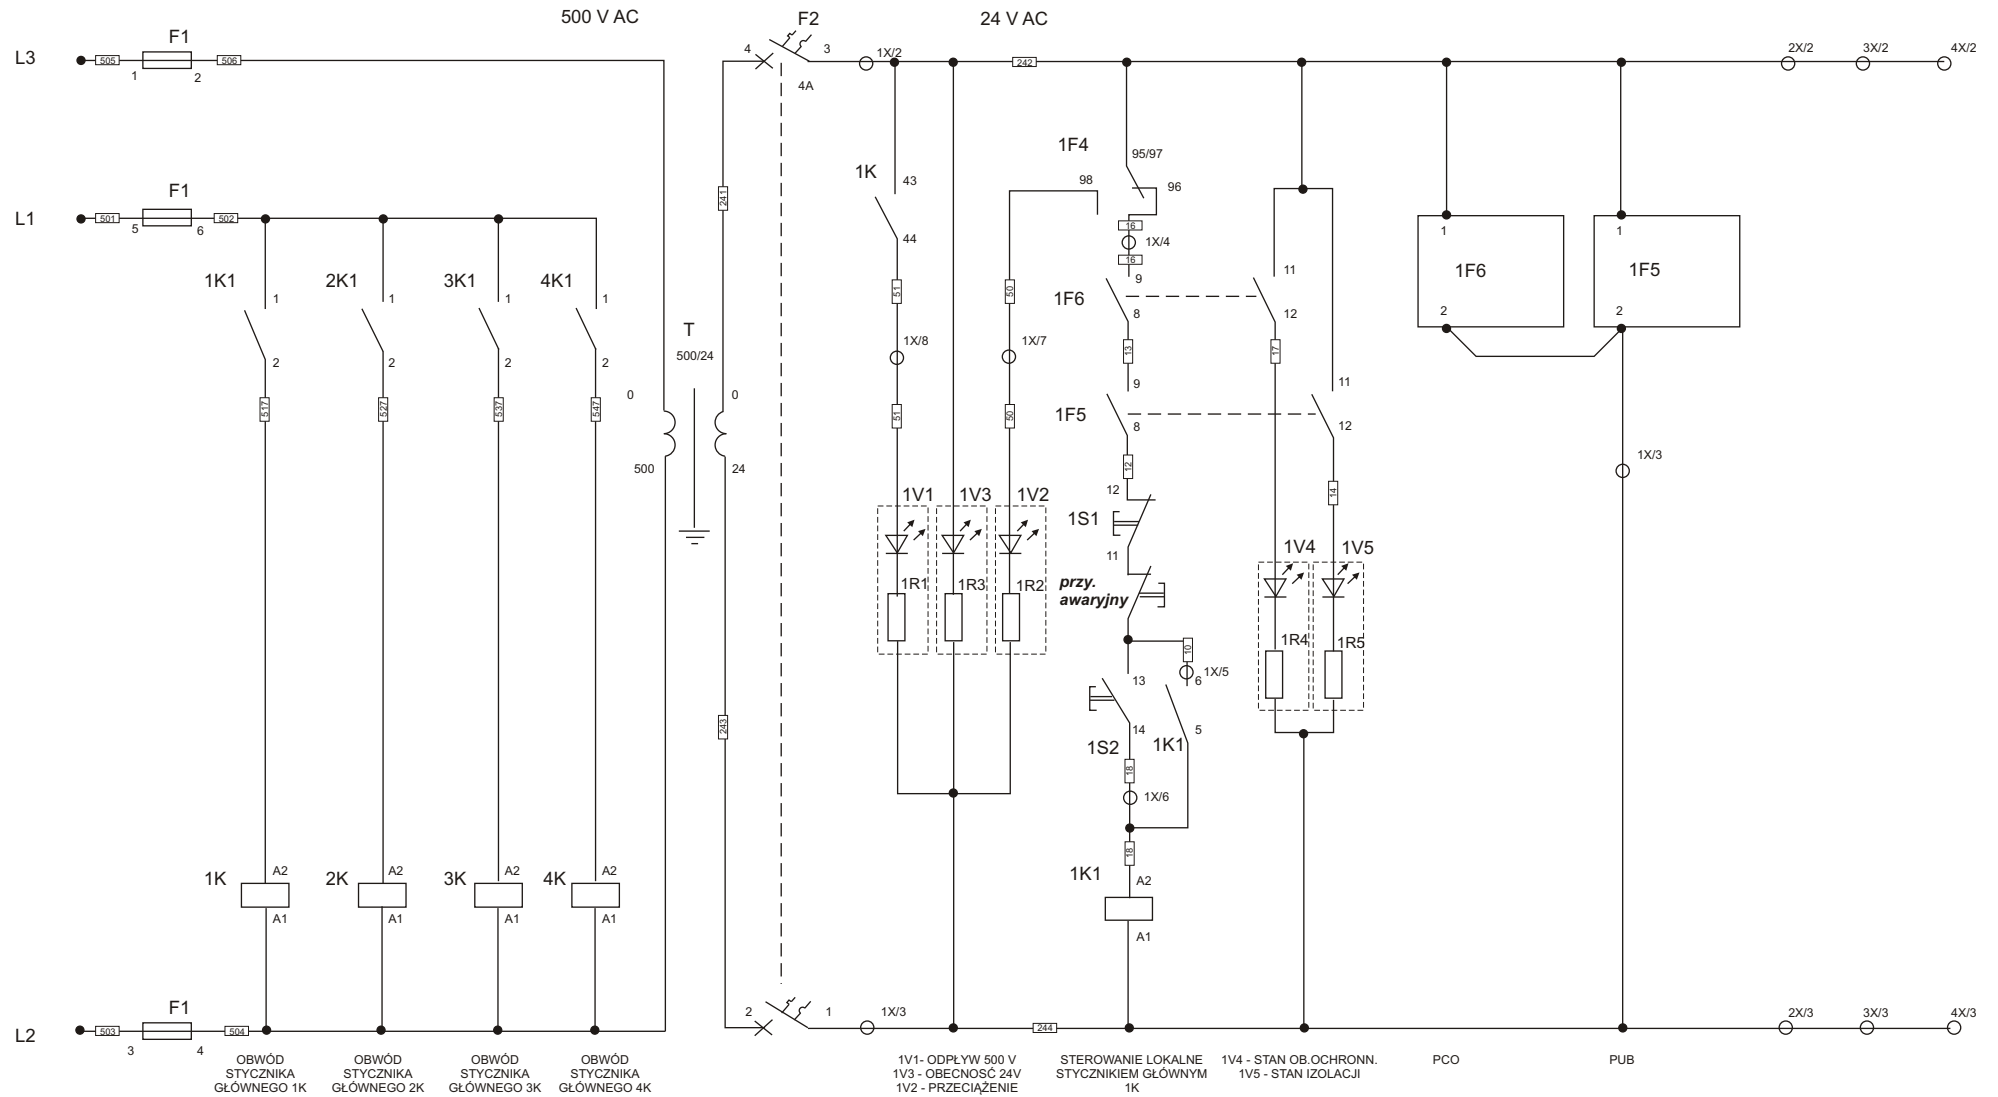 500 V AC
F2
24 V AC
L3
505
F1
1
2
506
4
3
4A
1X/2
242
2X/2
3X/2
4X/2
L1
501
F1
5
6
502
241
1K
43
44
1F4
95/97
98
96
16
1X/4
16
1K1
1
2
2K1
1
2
3K1
1
2
4K1
1
2
T
500/24
0
0
500
24
517
527
537
547
51
1X/8
51
50
1X/7
50
1F6
9
8
11
12
13
17
1F5
9
8
11
12
12
14
1
1F6
2
1
1F5
2
1X/3
1V1
1V3
1V2
1R1
1R3
1R2
12
1S1
11
przy.
awaryjny
1V4
1V5
1R4
1R5
10
1X/5
13
6
14
5
1S2
1K1
18
1X/6
18
243
1K1
A2
A1
1K
A2
A1
2K
A2
A1
3K
A2
A1
4K
A2
A1
L2
503
F1
3
4
504
2
1
1X/3
244
2X/3
3X/3
4X/3
OBWÓD
STYCZNIKA
GŁÓWNEGO 1K
OBWÓD
STYCZNIKA
GŁÓWNEGO 2K
OBWÓD
STYCZNIKA
GŁÓWNEGO 3K
OBWÓD
STYCZNIKA
GŁÓWNEGO 4K
1V1- ODPŁYW 500 V
1V3 - OBECNOSĆ 24V
1V2 - PRZECIĄŻENIE
STEROWANIE LOKALNE
STYCZNIKIEM GŁÓWNYM
1K
1V4 - STAN OB.OCHRONN.
1V5 - STAN IZOLACJI
PCO
PUB